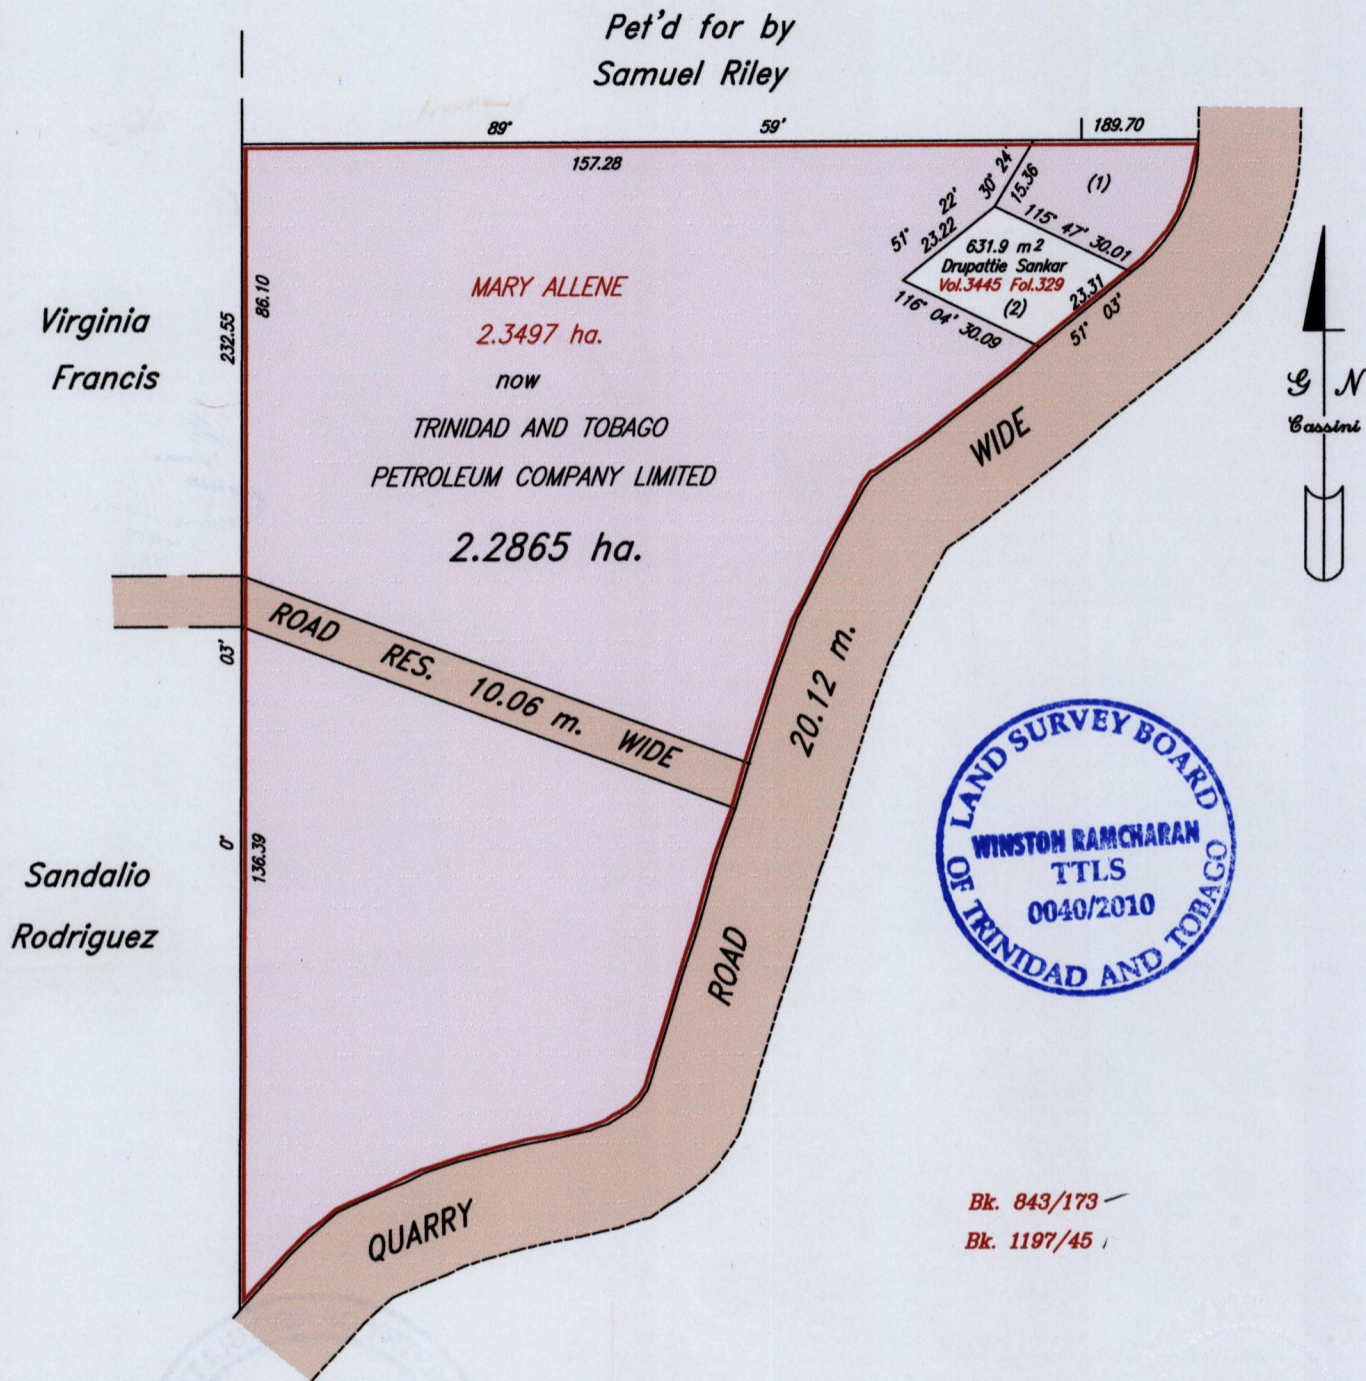 Pet'd for by
Samuel Riley
89° 59' 189.70
157.28
30° 24'
15.36
(1)
51° 22'
23.22
115° 47' 30.01
631.9 m2
Drupattie Sankar
Vol.3445 Fol.329
(2)
23.31
51° 03'
116° 04' 30.09
Virginia
Francis
232.55
86.10
MARY ALLENE
2.3497 ha.
now
TRINIDAD AND TOBAGO
PETROLEUM COMPANY LIMITED
2.2865 ha.
G N
Cassini
ROAD RES. 10.06 m. WIDE
0° 03'
136.39
Sandalio
Rodriguez
QUARRY ROAD 20.12 m. WIDE
LAND SURVEY BOARD
WINSTON RAMCHARAN
TTLS
0040/2010
OF TRINIDAD AND TOBAGO
Bk. 843/173
Bk. 1197/45